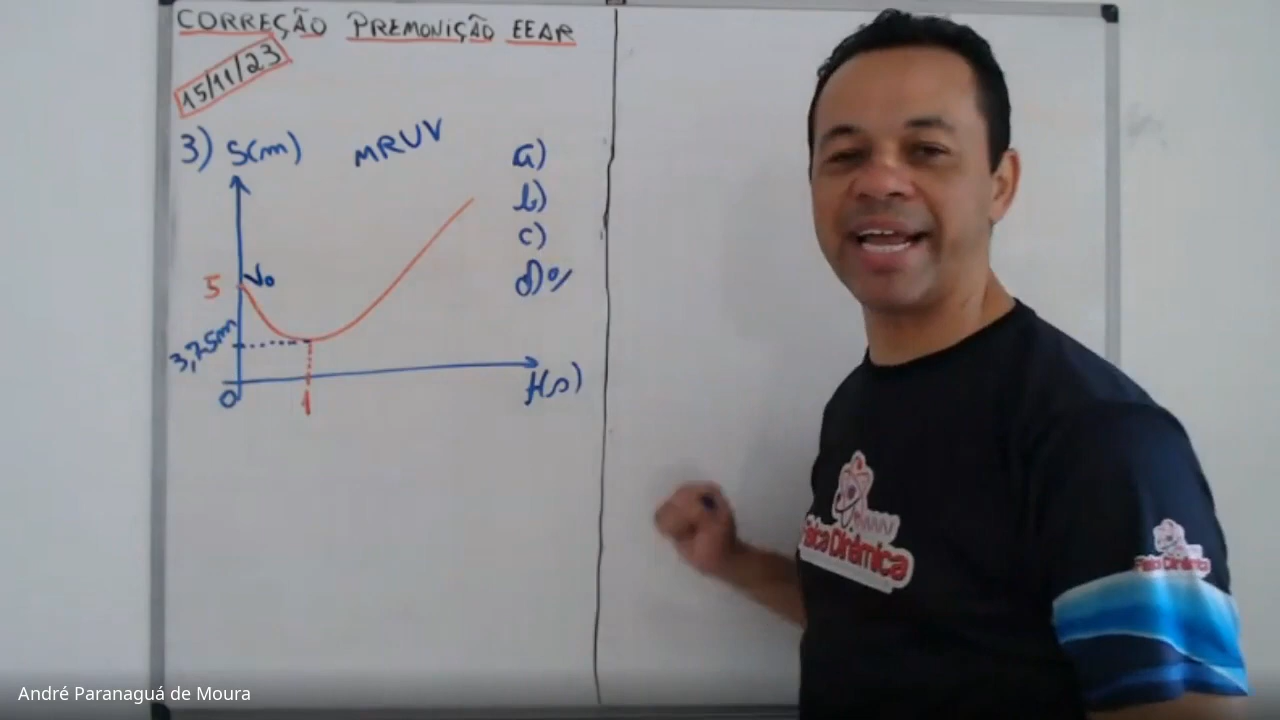 CORREÇÃO PREMONIÇÃO EEAR
15/11/23
3) S(m) MRUV
a)
b)
c)
d)
5 V₀
3,75m
0 1 t(s)
Física Dinâmica
Física Dinâmica
André Paranaguá de Moura